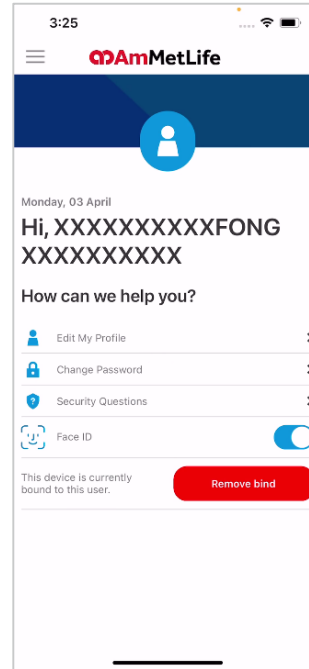 3:25
AmMetLife
Monday, 03 April
Hi, XXXXXXXXXXFONG
XXXXXXXXXX
How can we help you?
Edit My Profile
Change Password
Security Questions
Face ID
This device is currently
bound to this user.
Remove bind